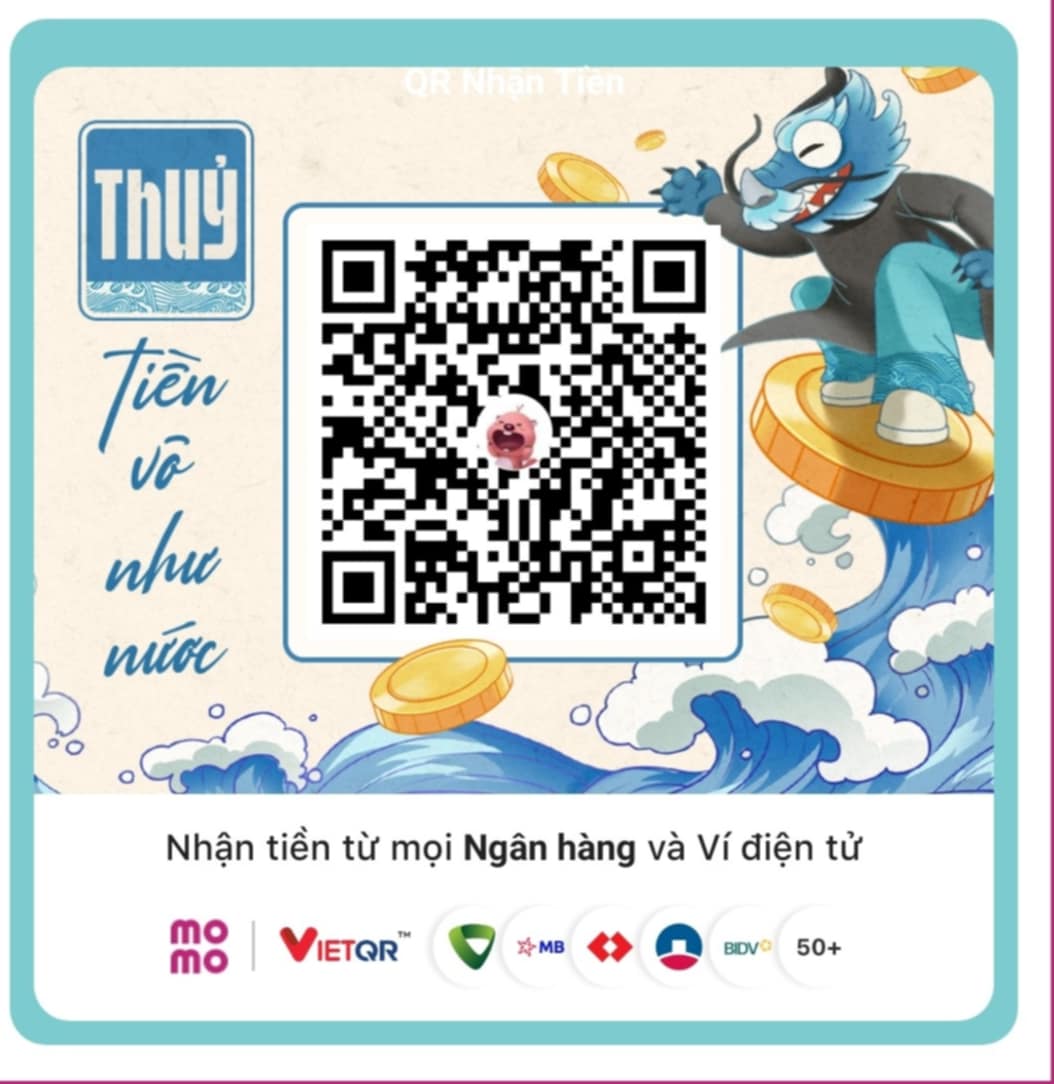 QR Nhận Tiền
Thuỷ
Tiền
vô
như
nước
Nhận tiền từ mọi Ngân hàng và Ví điện tử
mo
mo
VIETQR™
MB
BIDV
50+